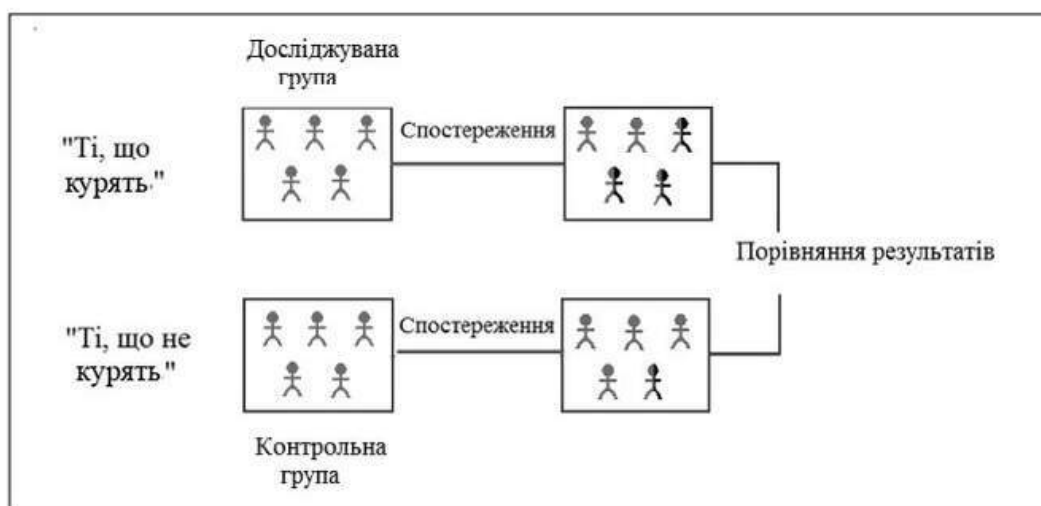 Досліджувана
група
"Ті, що
курять."
Спостереження
Порівняння результатів
"Ті, що не
курять."
Спостереження
Контрольна
група